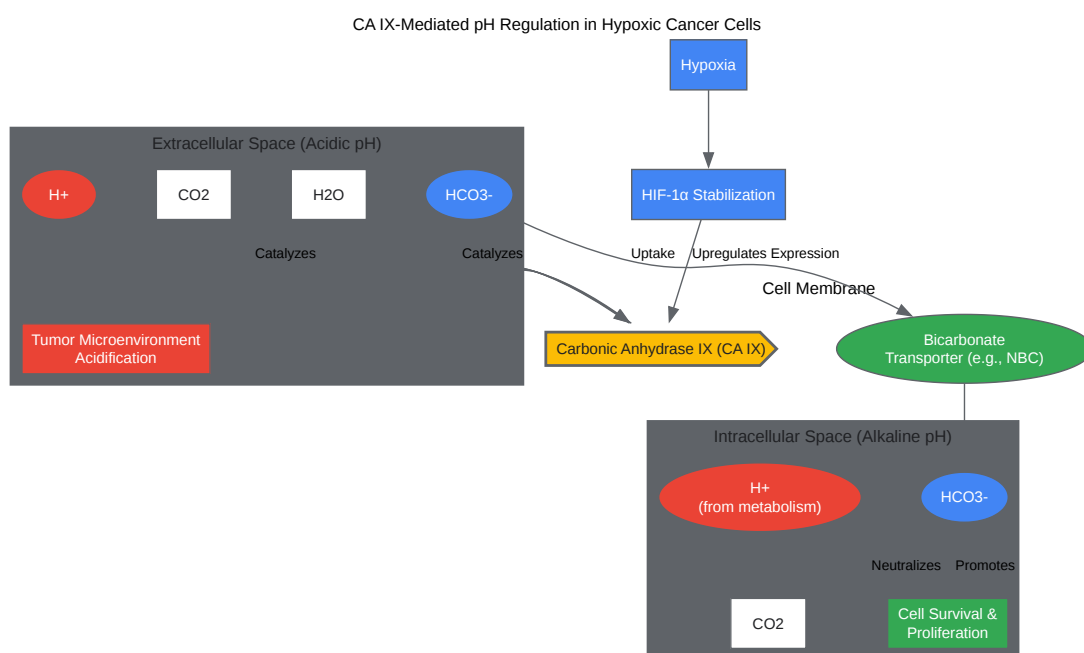 CA IX-Mediated pH Regulation in Hypoxic Cancer Cells
Hypoxia
Extracellular Space (Acidic pH)
H+
CO2
H2O
HCO3-
HIF-1α Stabilization
Catalyzes
Catalyzes
Uptake
Upregulates Expression
Cell Membrane
Tumor Microenvironment
Acidification
Carbonic Anhydrase IX (CA IX)
Bicarbonate
Transporter (e.g., NBC)
Intracellular Space (Alkaline pH)
H+
(from metabolism)
HCO3-
Neutralizes
Promotes
CO2
Cell Survival &
Proliferation